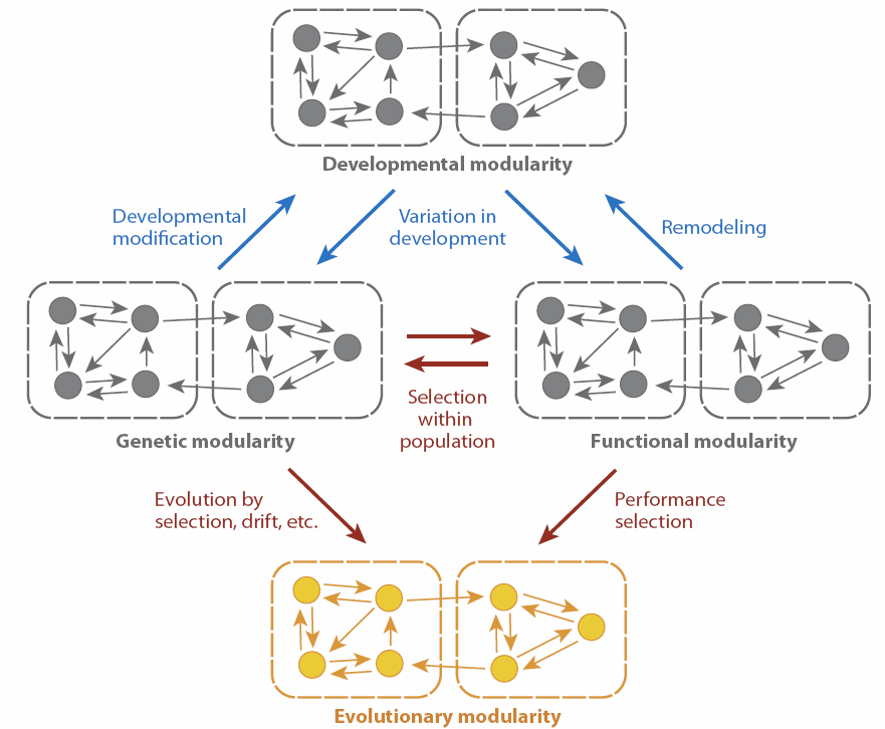 Developmental modularity
Developmental
modification
Variation in
development
Remodeling
Selection
within
population
Genetic modularity
Functional modularity
Evolution by
selection, drift, etc.
Performance
selection
Evolutionary modularity